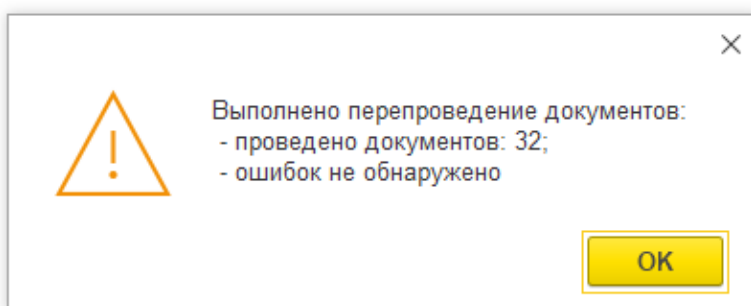 Выполнено перепроведение документов:
- проведено документов: 32;
- ошибок не обнаружено
OK